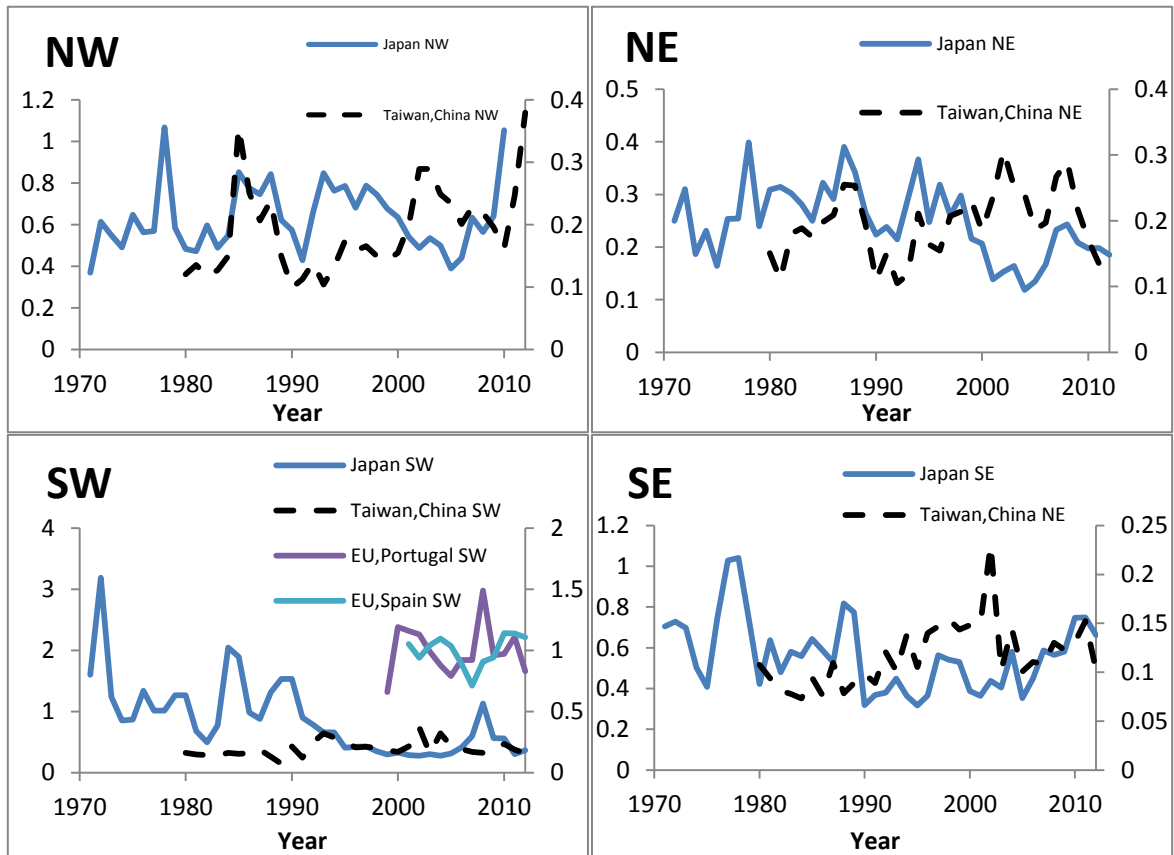 NW
Japan NW
Taiwan,China NW
1.2
1
0.8
0.6
0.4
0.2
0
0.4
0.3
0.2
0.1
0
1970 1980 1990 2000 2010
Year
NE
Japan NE
Taiwan,China NE
0.5
0.4
0.3
0.2
0.1
0
0.4
0.3
0.2
0.1
0
1970 1980 1990 2000 2010
Year
SW
Japan SW
Taiwan,China SW
EU,Portugal SW
EU,Spain SW
4
3
2
1
0
2
1.5
1
0.5
0
1970 1980 1990 2000 2010
Year
SE
Japan SE
Taiwan,China NE
1.2
1
0.8
0.6
0.4
0.2
0
0.25
0.2
0.15
0.1
0.05
0
1970 1980 1990 2000 2010
Year